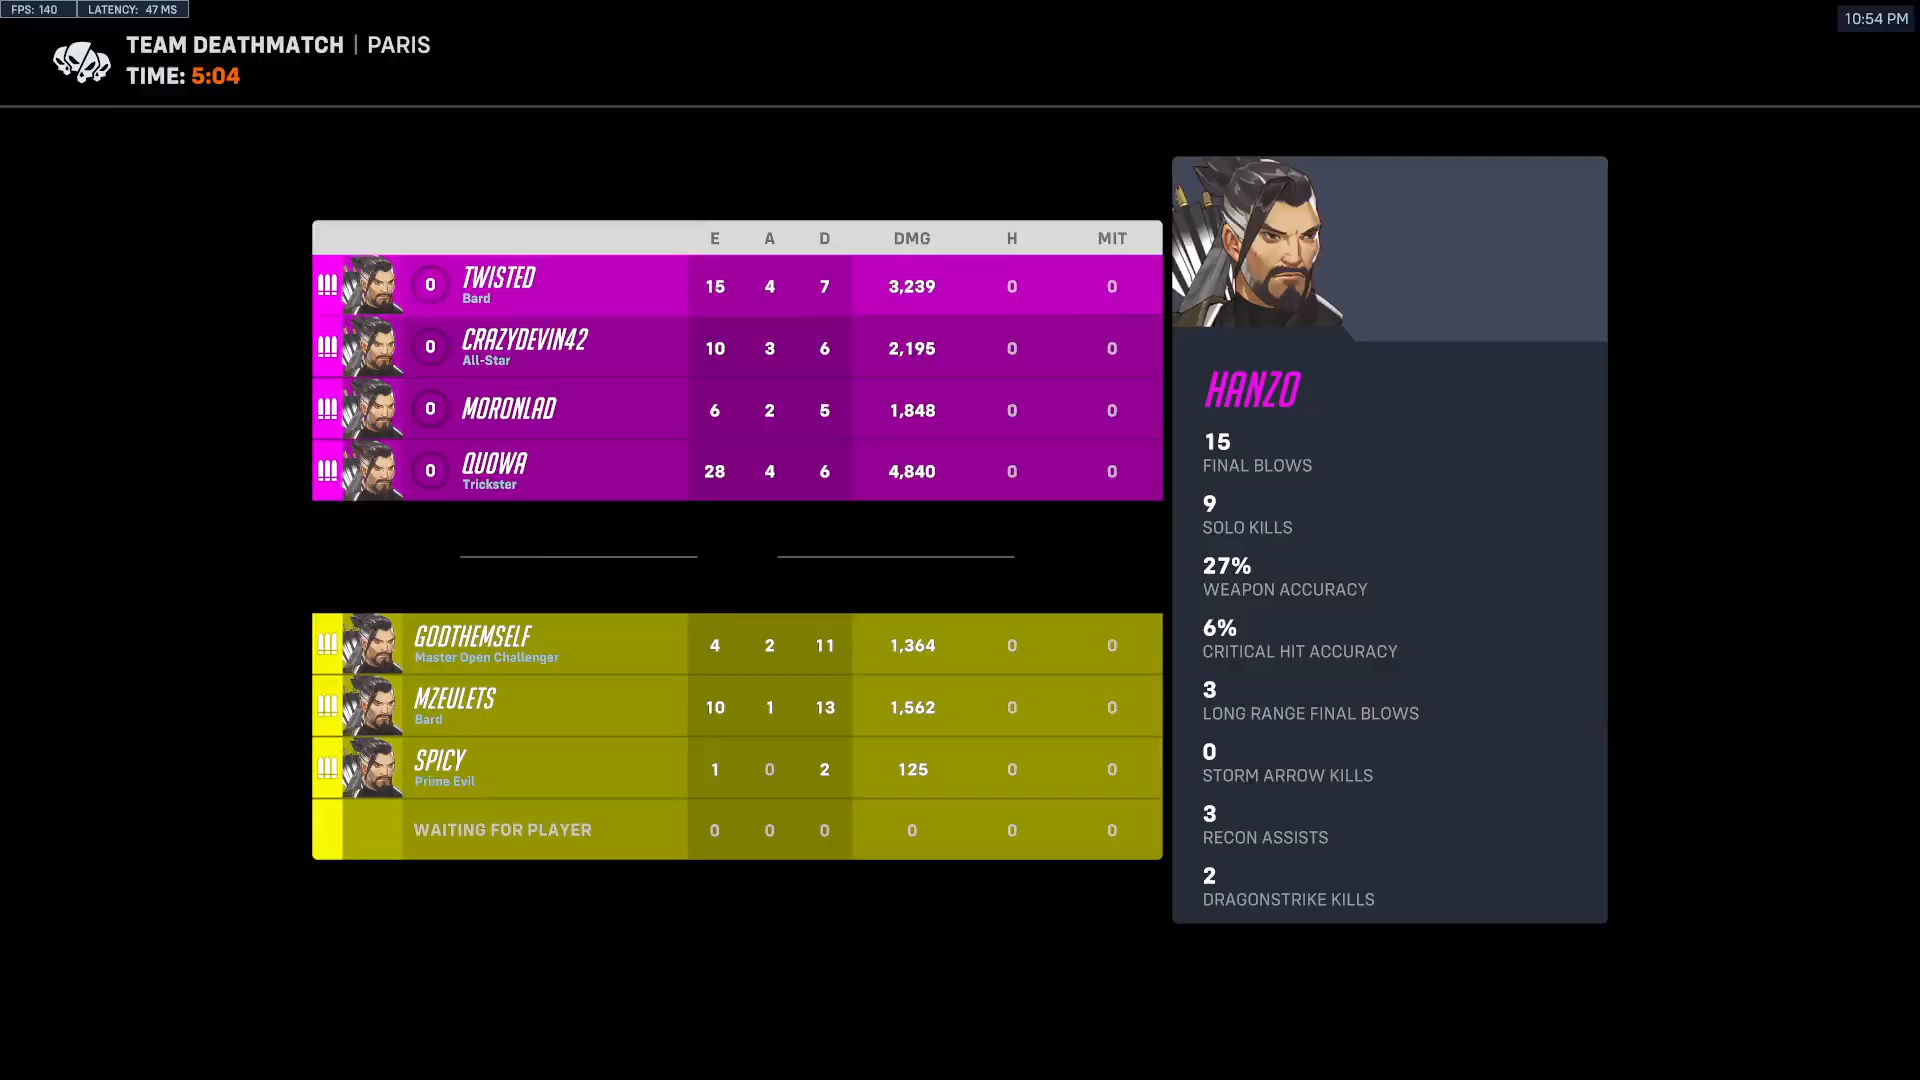 FPS: 140 LATENCY: 47 MS
10:54 PM
TEAM DEATHMATCH | PARIS
TIME: 5:04
E A D DMG H MIT
0 TWISTED 15 4 7 3,239 0 0
Bard
0 CRAZYDEVIN42 10 3 6 2,195 0 0
All-Star
0 MORONLAD 6 2 5 1,848 0 0
0 QUOWA 28 4 6 4,840 0 0
Trickster
GODTHEMSELF 4 2 11 1,364 0 0
Master Open Challenger
MZEULETS 10 1 13 1,562 0 0
Bard
SPICY 1 0 2 125 0 0
Prime Evil
WAITING FOR PLAYER 0 0 0 0 0 0
HANZO
15
FINAL BLOWS
9
SOLO KILLS
27%
WEAPON ACCURACY
6%
CRITICAL HIT ACCURACY
3
LONG RANGE FINAL BLOWS
0
STORM ARROW KILLS
3
RECON ASSISTS
2
DRAGONSTRIKE KILLS